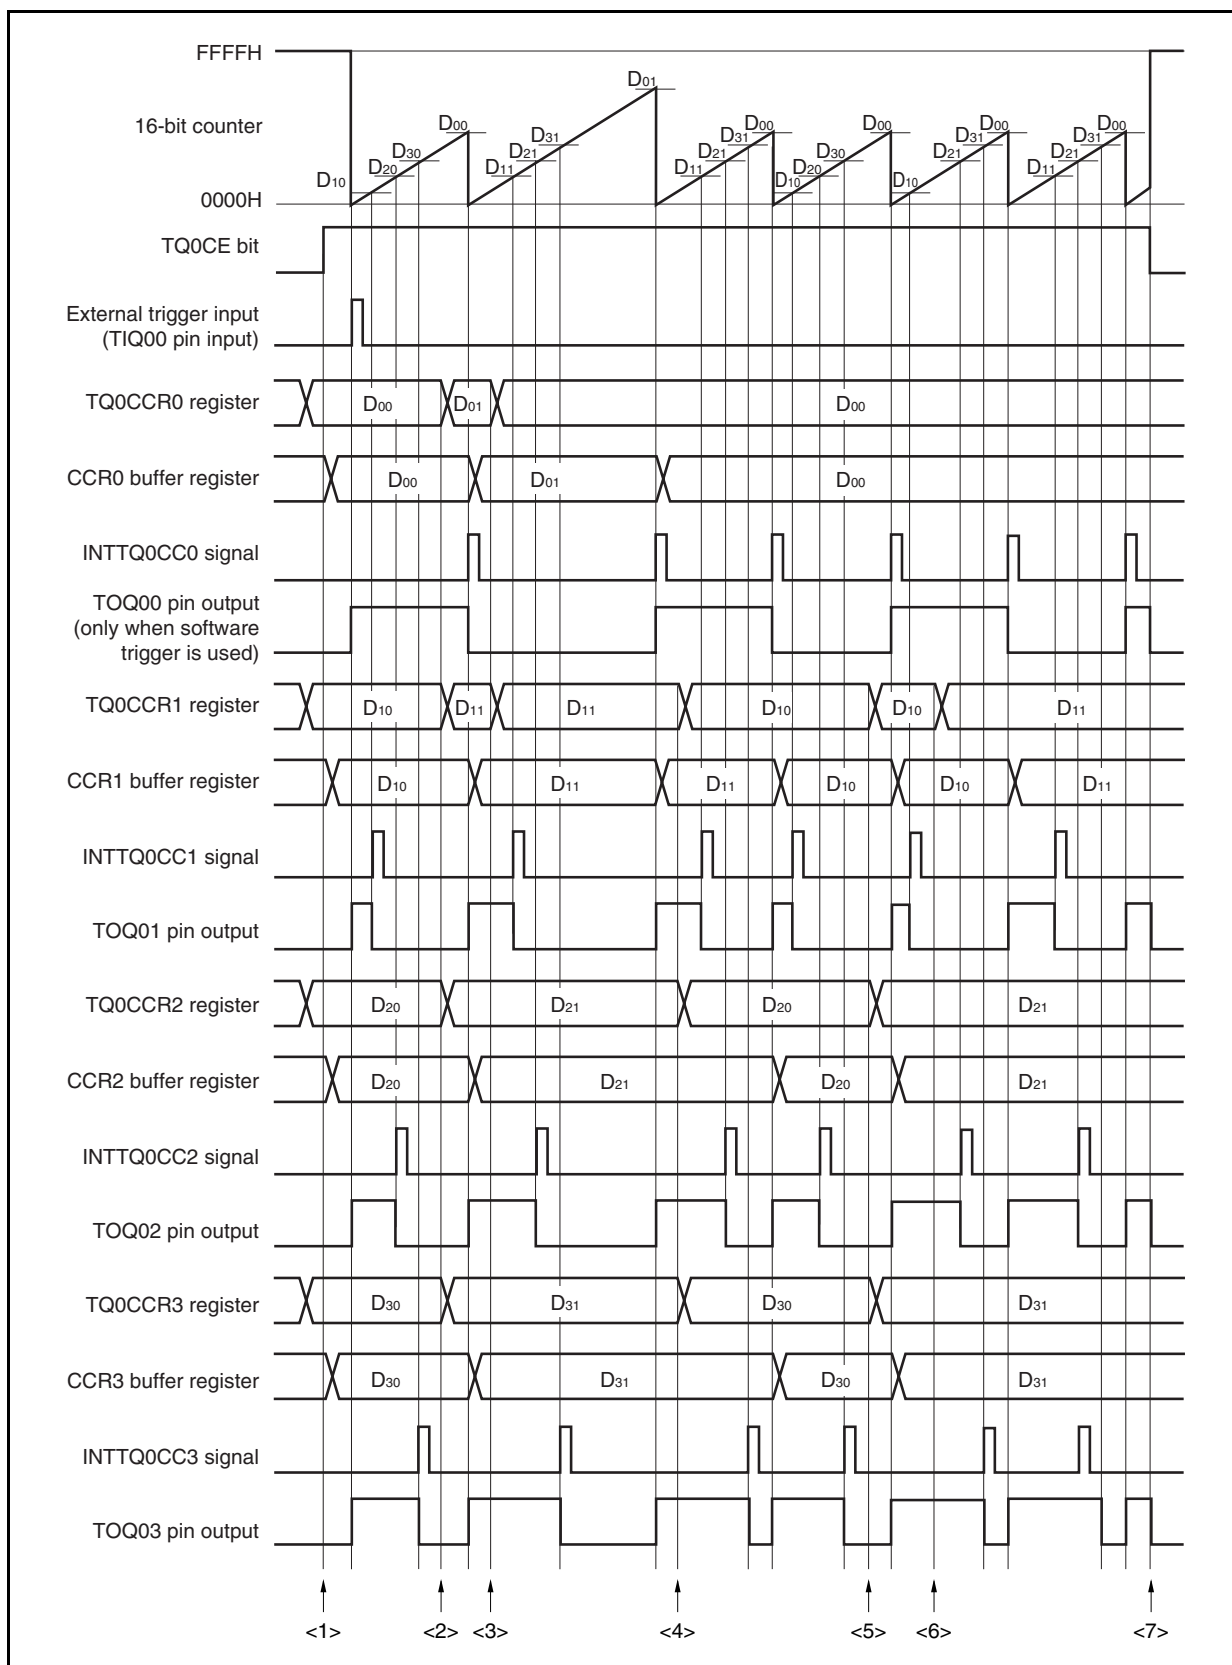 FFFFH
D01
16-bit counter
D00 D00 D00 D00 D00
D30 D31 D31 D30 D31 D31
D20 D21 D21 D20 D21 D21
D10 D11 D11 D10 D10 D11
0000H
TQ0CE bit
External trigger input
(TIQ00 pin input)
TQ0CCR0 register D00 D01 D00
CCR0 buffer register D00 D01 D00
INTTQ0CC0 signal
TOQ00 pin output
(only when software
trigger is used)
TQ0CCR1 register D10 D11 D11 D10 D10 D11
CCR1 buffer register D10 D11 D11 D10 D10 D11
INTTQ0CC1 signal
TOQ01 pin output
TQ0CCR2 register D20 D21 D20 D21
CCR2 buffer register D20 D21 D20 D21
INTTQ0CC2 signal
TOQ02 pin output
TQ0CCR3 register D30 D31 D30 D31
CCR3 buffer register D30 D31 D30 D31
INTTQ0CC3 signal
TOQ03 pin output
<1> <2> <3> <4> <5> <6> <7>